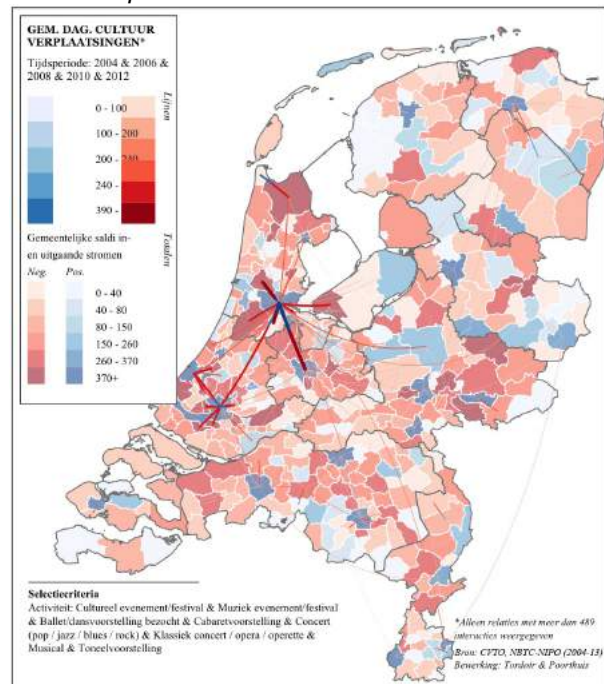 GEM. DAG. CULTUUR
VERPLAATSINGEN*
Tijdsperiode: 2004 & 2006 &
2008 & 2010 & 2012
Lijnen
0 - 100
100 - 200
200 - 240
240 -
390 -
Totalen
Gemeentelijke saldi in-
en uitgaande stromen
Neg.
Pos.
0 - 40
40 - 80
80 - 150
150 - 260
260 - 370
370+
Selectiecriteria
Activiteit: Cultureel evenement/festival & Muziek evenement/festival
& Ballet/dansvoorstelling bezocht & Cabaretvoorstelling & Concert
(pop / jazz / blues / rock) & Klassiek concert / opera / operette &
Musical & Toneelvoorstelling
*Alleen relaties met meer dan 489
interacties weergegeven
Bron: CVTO, NBTC-NIPO (2004-13)
Bewerking: Tordoir & Poorthuis